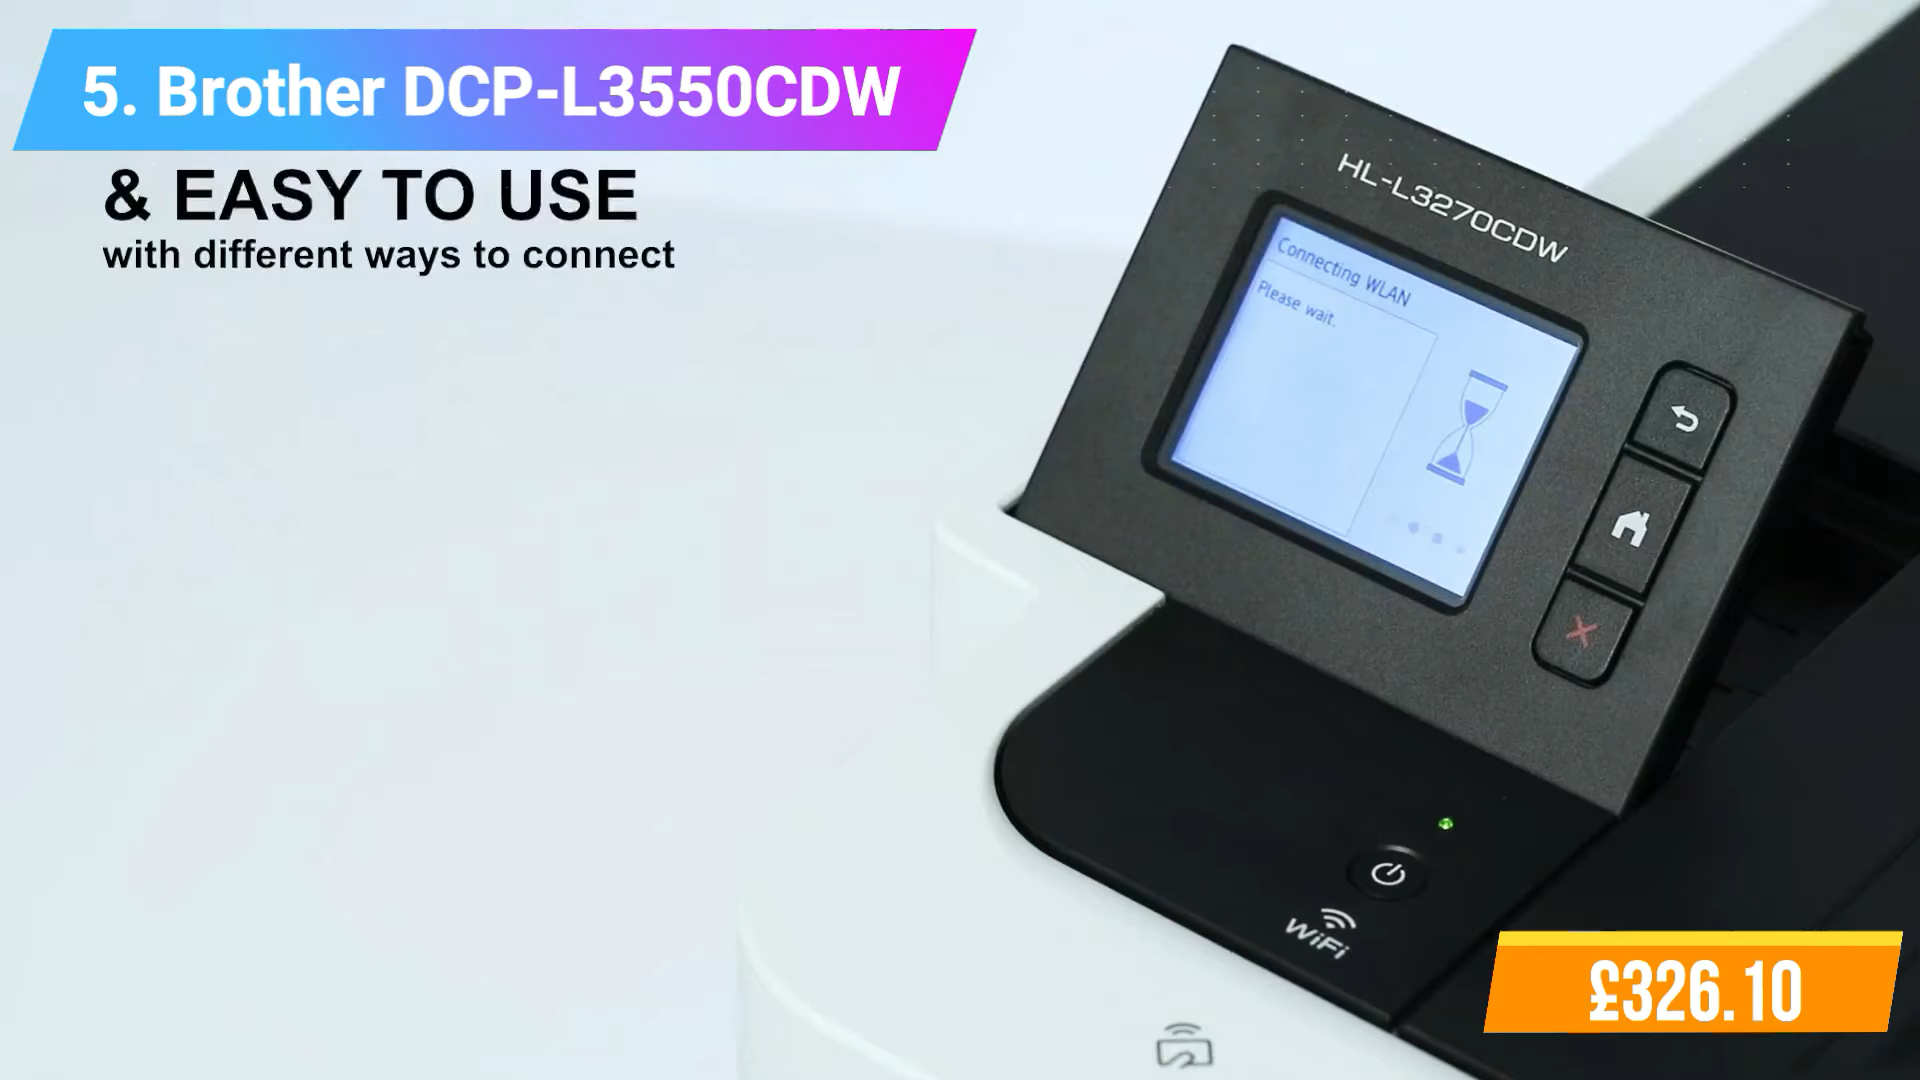 5. Brother DCP-L3550CDW
& EASY TO USE
with different ways to connect
HL-L3270CDW
Connecting WLAN
Please wait.
WiFi
£326.10